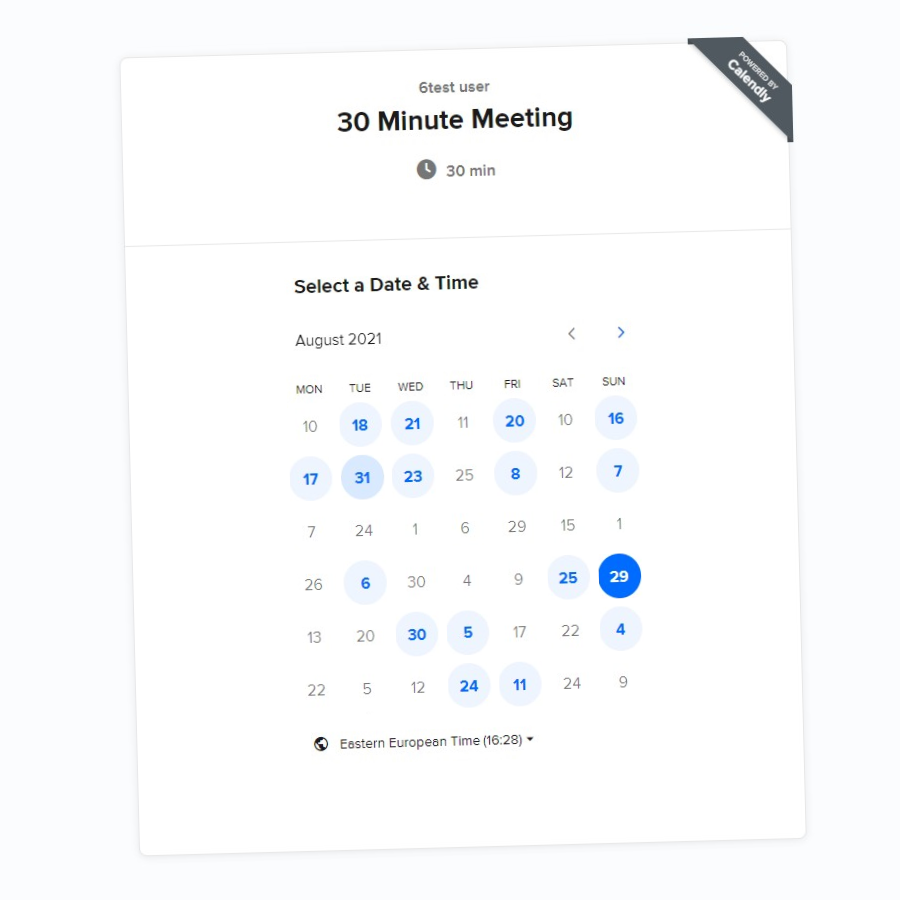 POWERED BY
Calendly
6test user
30 Minute Meeting
30 min
Select a Date & Time
August 2021
MON TUE WED THU FRI SAT SUN
10 18 21 11 20 10 16
17 31 23 25 8 12 7
7 24 1 6 29 15 1
26 6 30 4 9 25 29
13 20 30 5 17 22 4
22 5 12 24 11 24 9
Eastern European Time (16:28)